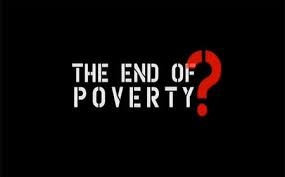 THE END OF
POVERTY?